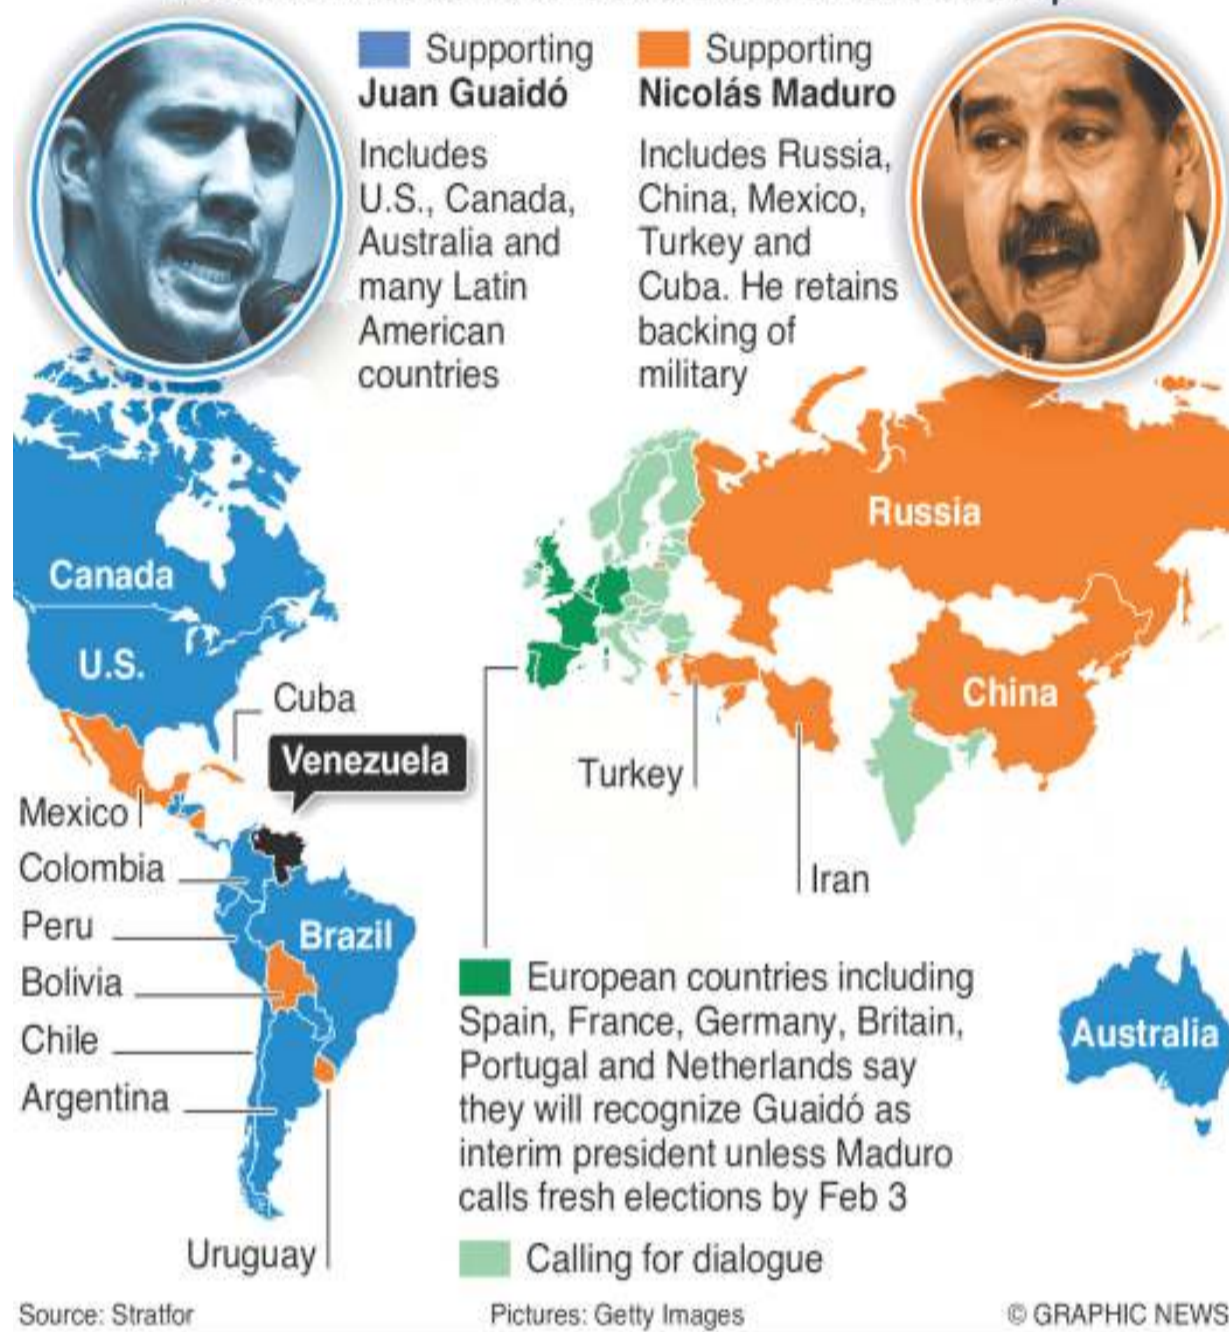 Supporting
Juan Guaidó
Includes
U.S., Canada,
Australia and
many Latin
American
countries
Supporting
Nicolás Maduro
Includes Russia,
China, Mexico,
Turkey and
Cuba. He retains
backing of
military
Russia
Canada
U.S.
China
Cuba
Venezuela
Turkey
Mexico
Colombia
Iran
Peru
Brazil
Bolivia
Chile
Argentina
Australia
Uruguay
European countries including
Spain, France, Germany, Britain,
Portugal and Netherlands say
they will recognize Guaidó as
interim president unless Maduro
calls fresh elections by Feb 3
Calling for dialogue
Source: Stratfor
Pictures: Getty Images
© GRAPHIC NEWS